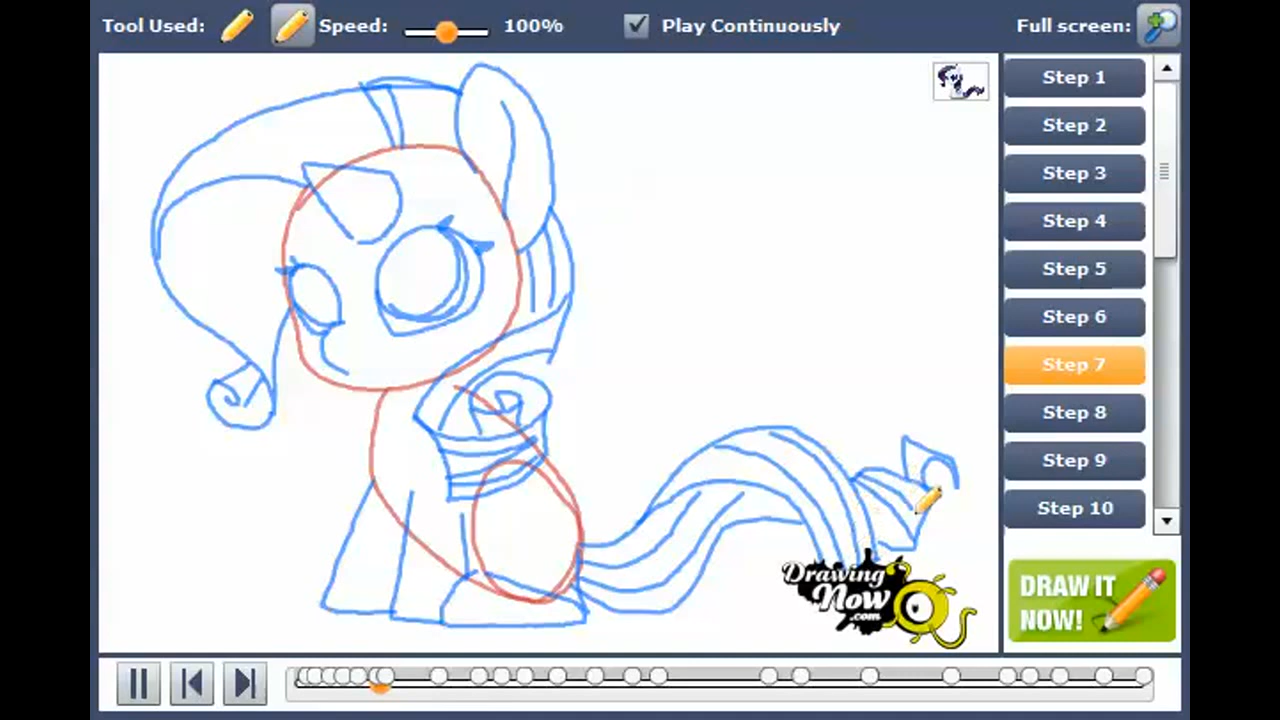 Tool Used: Speed: 100% Play Continuously Full screen:
Step 1
Step 2
Step 3
Step 4
Step 5
Step 6
Step 7
Step 8
Step 9
Step 10
Drawing
Now
.com
DRAW IT
NOW!